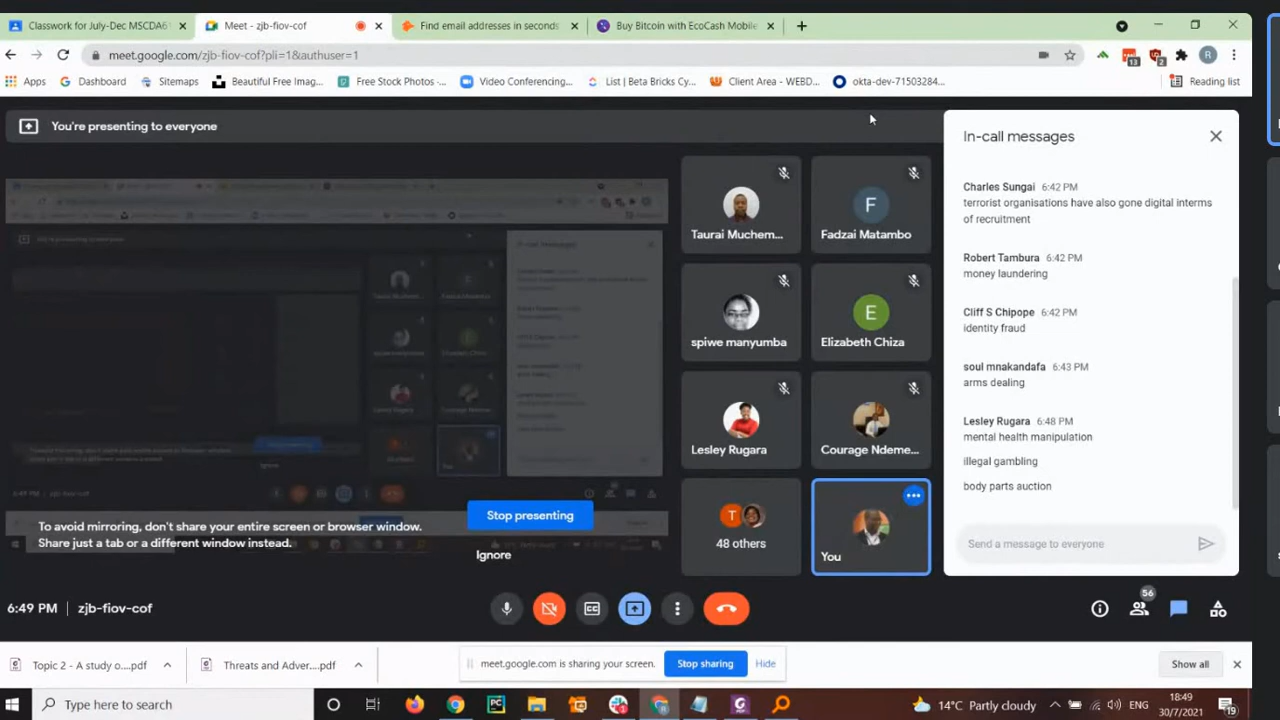 Classwork for July-Dec MSCDA61
Meet - zjb-fiov-cof
Find email addresses in seconds
Buy Bitcoin with EcoCash Mobile
meet.google.com/zjb-fiov-cof?pli=1&authuser=1
R
13
2
Apps
Dashboard
Sitemaps
Beautiful Free Imag...
Free Stock Photos -...
Video Conferencing...
List | Beta Bricks Cy...
Client Area - WEBD...
okta-dev-71503284...
Reading list
You're presenting to everyone
Taurai Muchem...
F
Fadzai Matambo
spiwe manyumba
E
Elizabeth Chiza
Lesley Rugara
Courage Ndeme...
T
48 others
You
To avoid mirroring, don't share your entire screen or browser window.
Share just a tab or a different window instead.
Stop presenting
Ignore
In-call messages
Charles Sungai 6:42 PM
terrorist organisations have also gone digital interms
of recruitment
Robert Tambura 6:42 PM
money laundering
Cliff S Chipope 6:42 PM
identity fraud
soul mnakandafa 6:43 PM
arms dealing
Lesley Rugara 6:48 PM
mental health manipulation
illegal gambling
body parts auction
Send a message to everyone
6:49 PM | zjb-fiov-cof
56
Topic 2 - A study o....pdf
Threats and Adver....pdf
meet.google.com is sharing your screen.
Stop sharing
Hide
Show all
Type here to search
PC
14°C Partly cloudy
ENG
18:49
30/7/2021
19